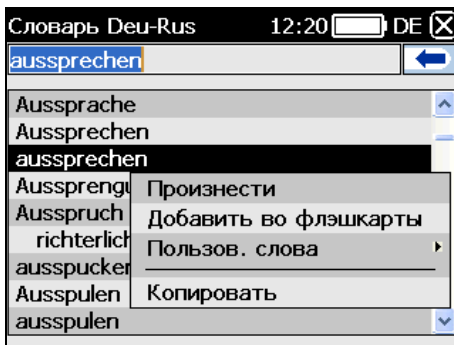 Словарь Deu-Rus 12:20 DE
aussprechen
Aussprache
Aussprechen
aussprechen
Ausspreng
Произнести
Ausspruch
Добавить во флэшкарты
richterlich
Пользов. слова
ausspucken
Ausspulen
Копировать
ausspulen